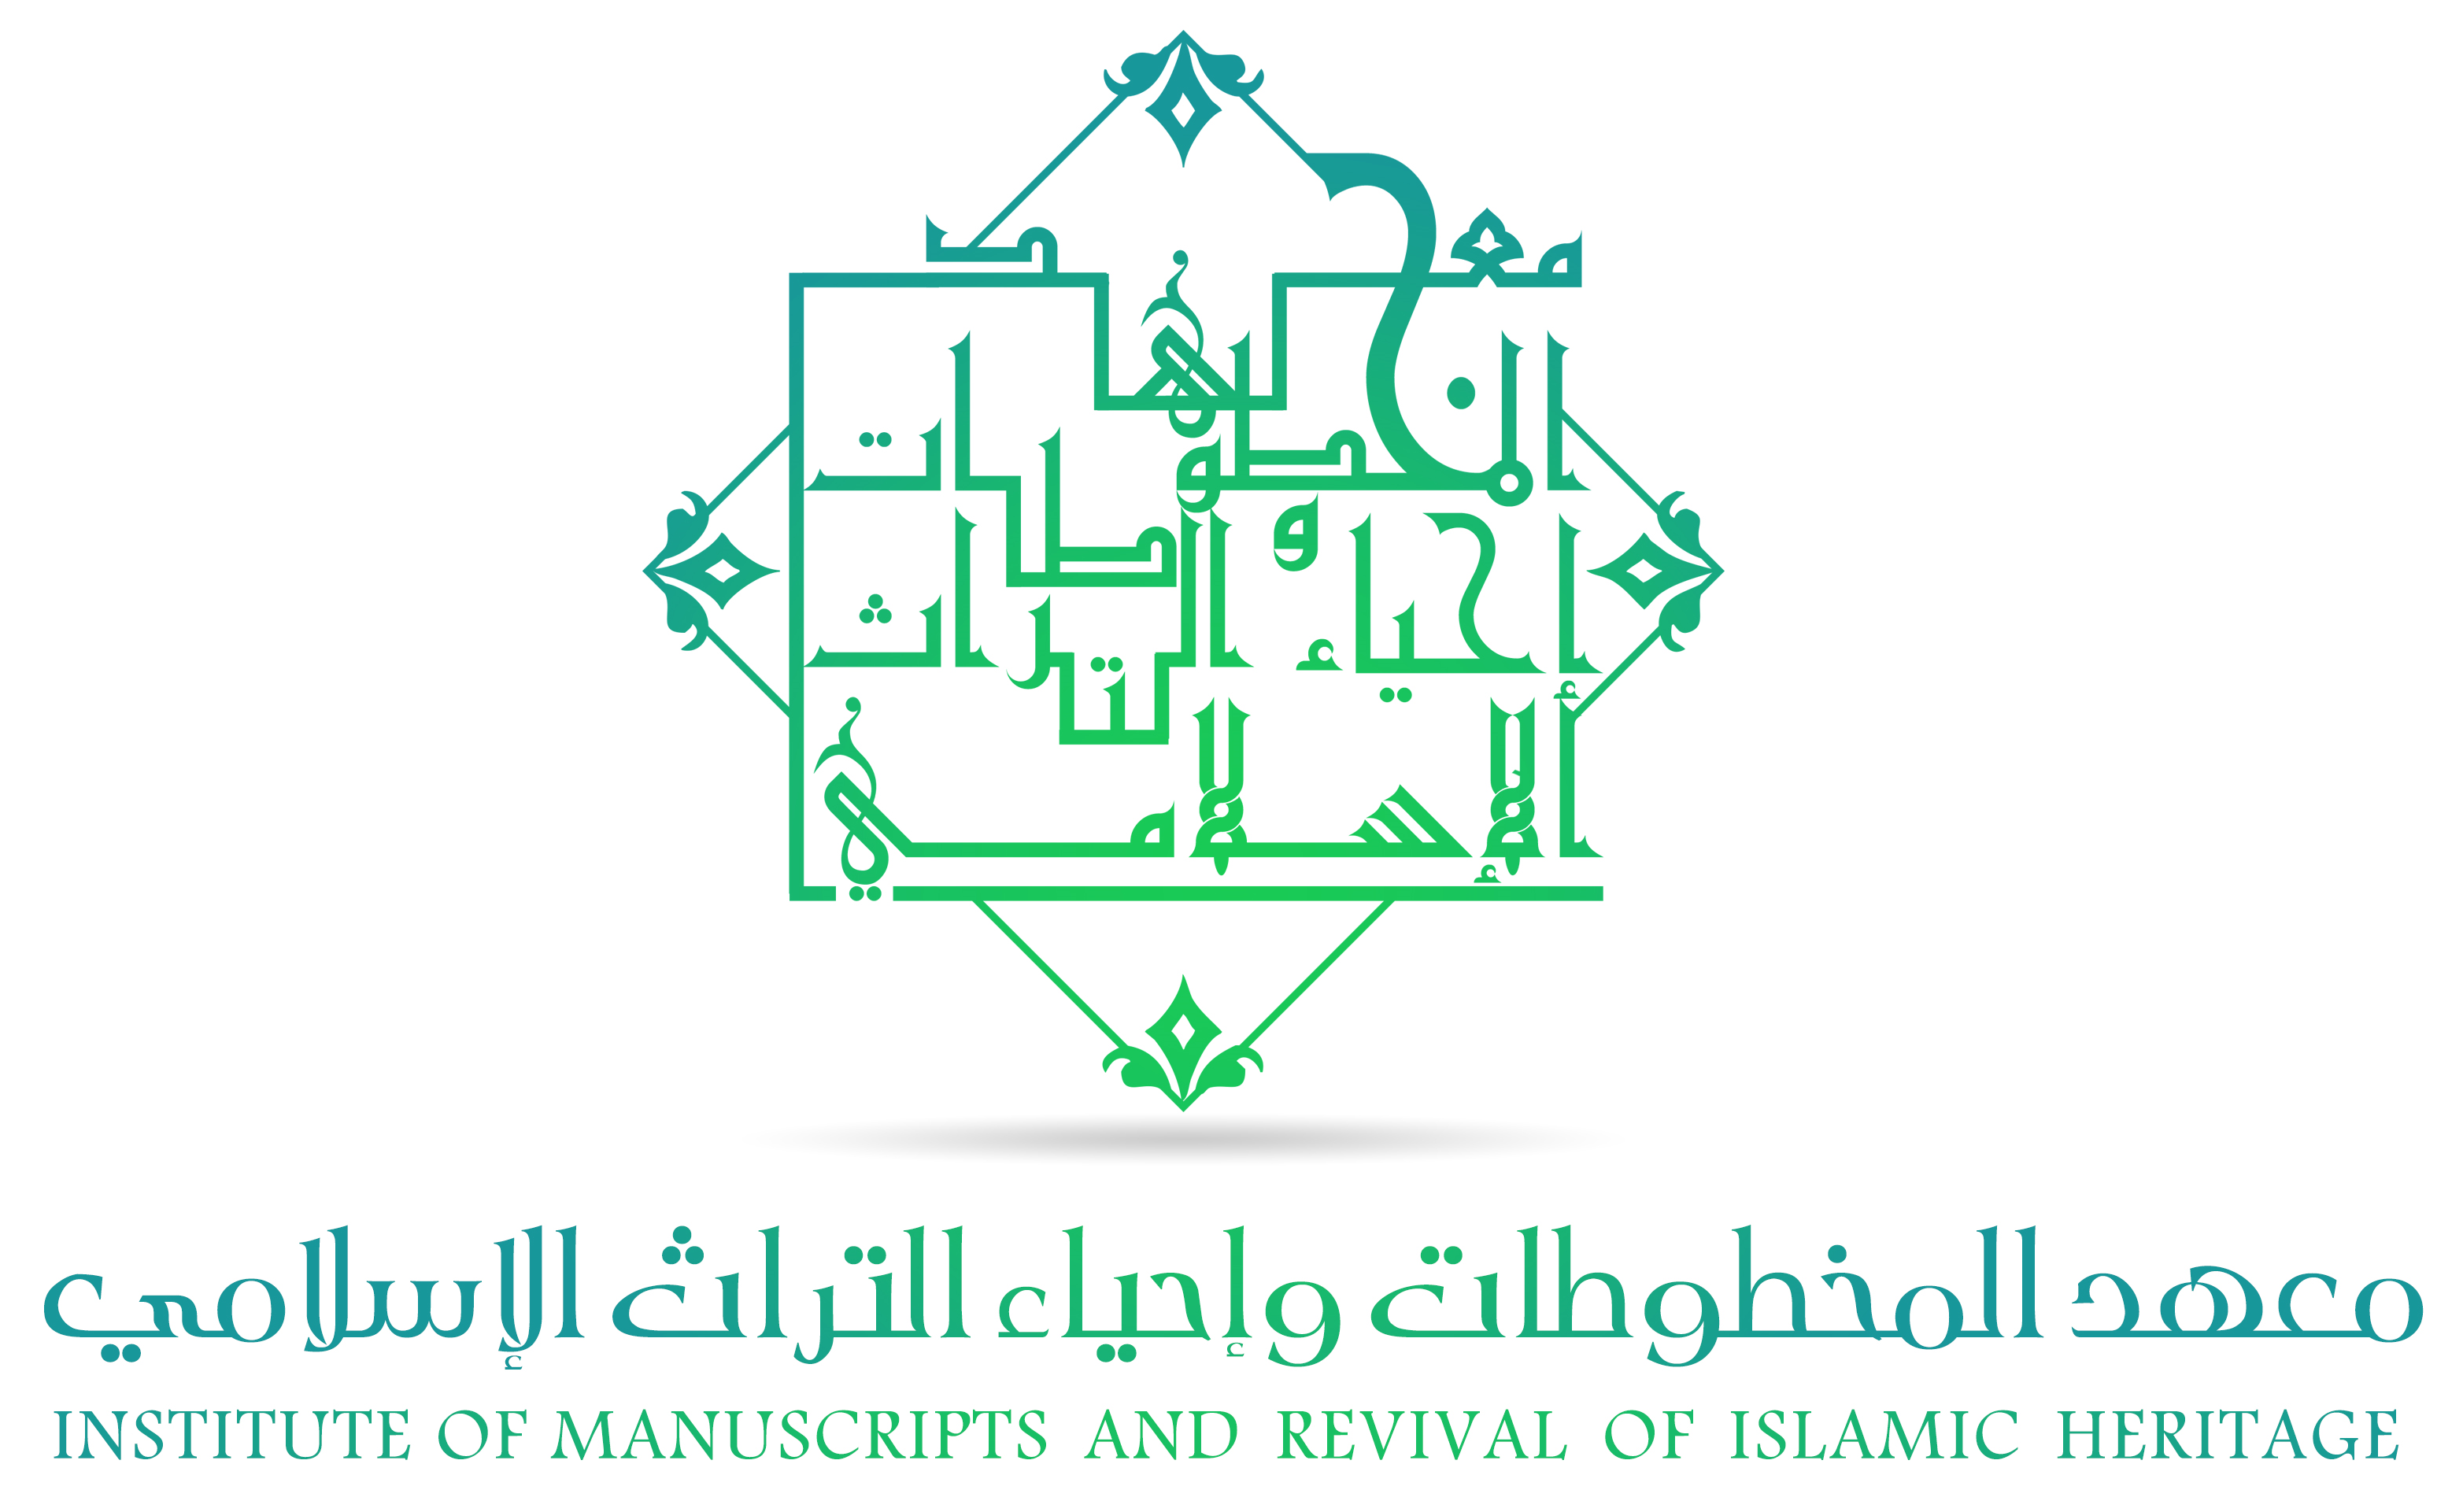 معهد
المخطوطات
وإحياء التراث
الإسلامي
معهد المخطوطات وإحياء التراث الإسلامي
INSTITUTE OF MANUSCRIPTS AND REVIVAL OF ISLAMIC HERITAGE